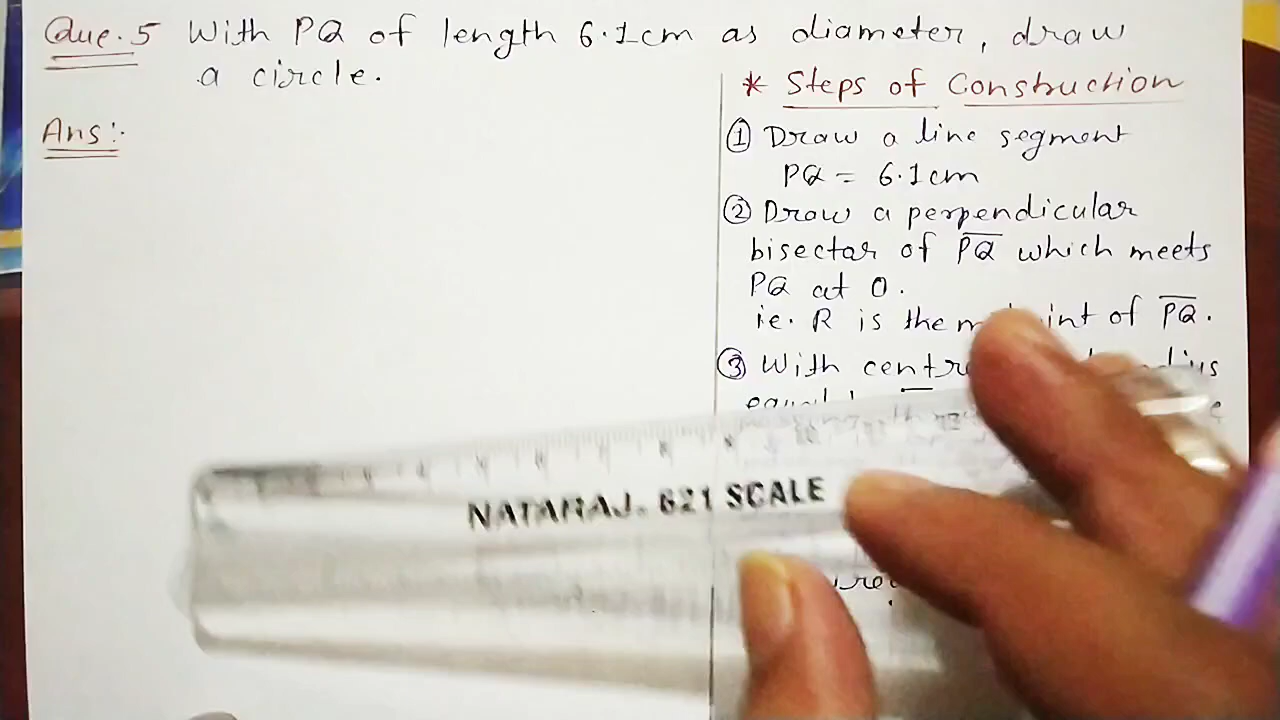 Que.5 With PQ of length 6.1cm as diameter, draw
a circle.
Ans:-
* Steps of Construction
① Draw a line segment
PQ = 6.1cm
② Draw a perpendicular
bisector of PQ which meets
PQ at O.
ie. R is the of PQ.
③ With
NATARAJ. 621 SCALE